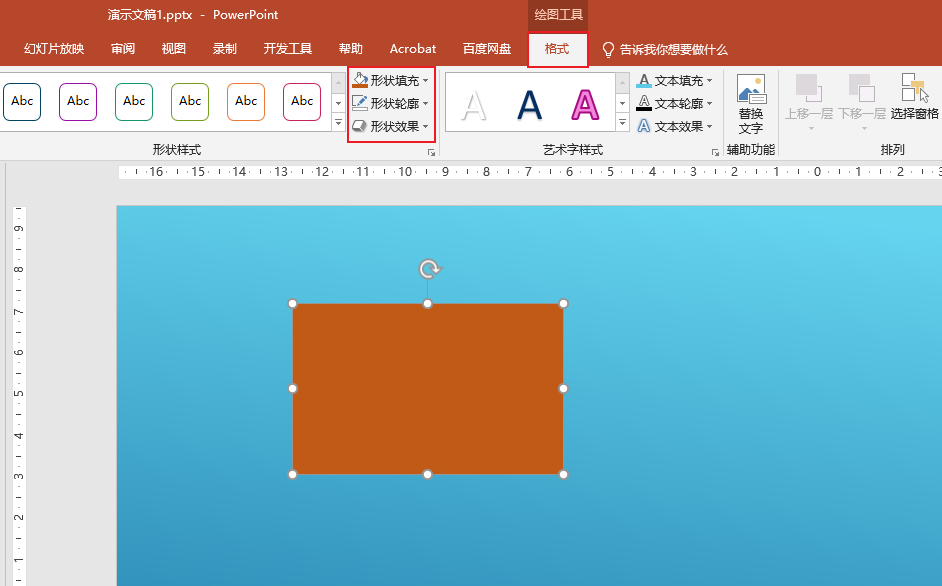 演示文稿1.pptx - PowerPoint
绘图工具
幻灯片放映 审阅 视图 录制 开发工具 帮助 Acrobat 百度网盘 格式 告诉我你想要做什么
Abc Abc Abc Abc Abc Abc
形状填充
形状轮廓
形状效果
A A A
A 文本填充
A 文本轮廓
A 文本效果
替换
文字
上移一层 下移一层 选择窗格
形状样式 艺术字样式 辅助功能 排列
16 15 14 13 12 11 10 9 8 7 6 5 4 3 2 1 0 1 2 3
9
8
7
6
5
4
3
2
1